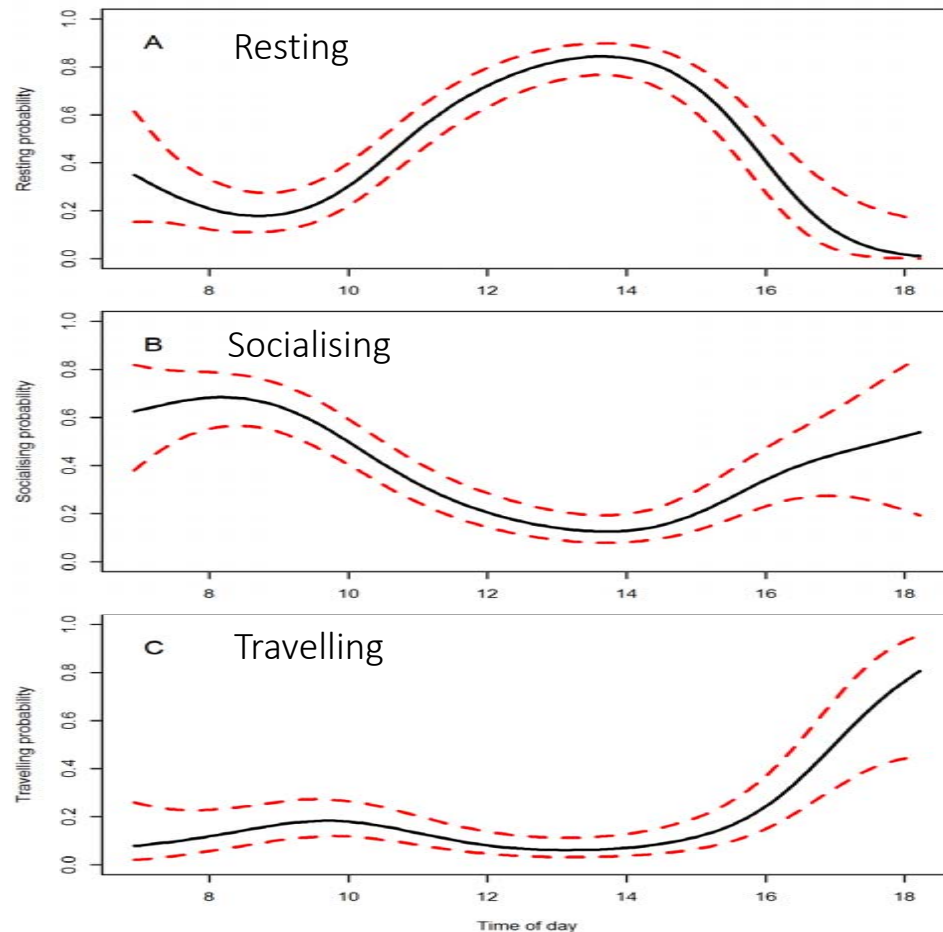 A Resting
Resting probability
1.0
0.8
0.6
0.4
0.2
0.0
8 10 12 14 16 18
B Socialising
Socialising probability
1.0
0.8
0.6
0.4
0.2
0.0
8 10 12 14 16 18
C Travelling
Travelling probability
1.0
0.8
0.6
0.4
0.2
0.0
8 10 12 14 16 18
Time of day